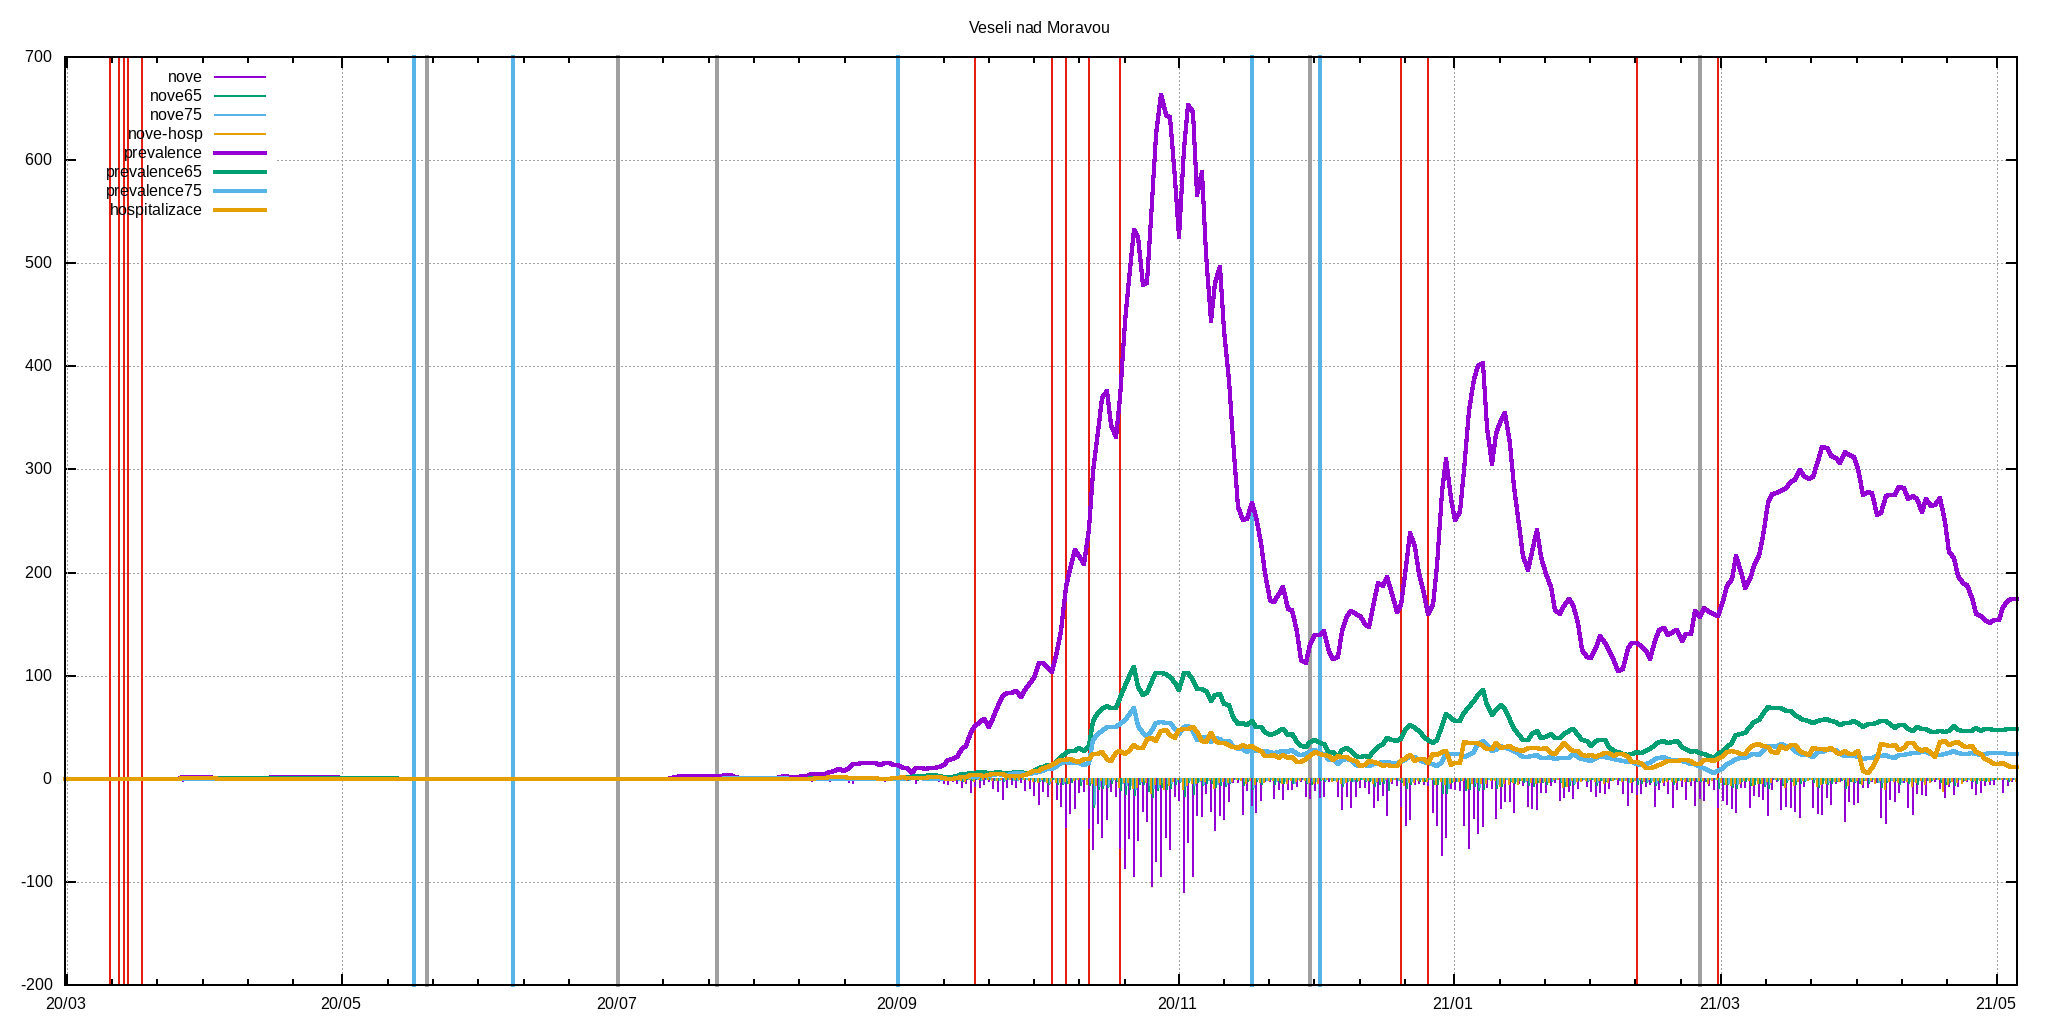 Veseli nad Moravou
700
600
500
400
300
200
100
0
-100
-200
nove
nove65
nove75
nove-hosp
prevalence
prevalence65
prevalence75
hospitalizace
20/03 20/05 20/07 20/09 20/11 21/01 21/03 21/05